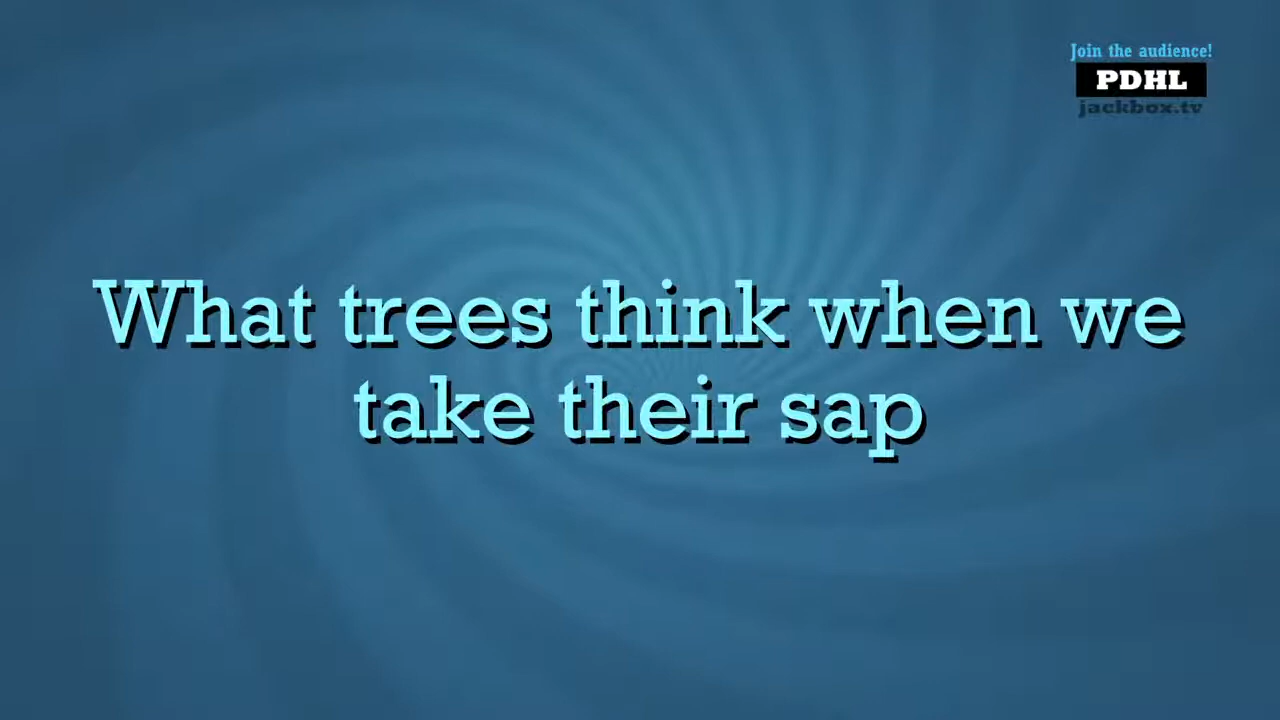 Join the audience!
PDHL
jackbox.tv
What trees think when we
take their sap